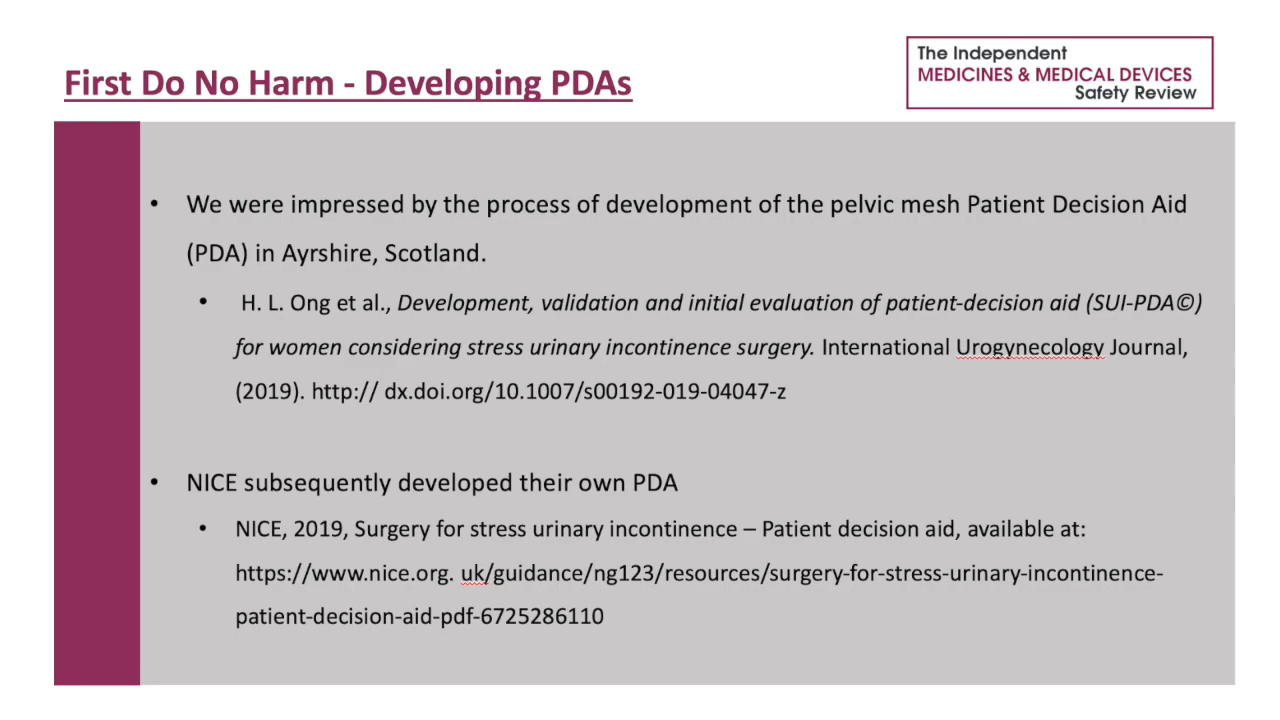 First Do No Harm - Developing PDAs
The Independent
MEDICINES & MEDICAL DEVICES
Safety Review
• We were impressed by the process of development of the pelvic mesh Patient Decision Aid
(PDA) in Ayrshire, Scotland.
• H. L. Ong et al., Development, validation and initial evaluation of patient-decision aid (SUI-PDA©)
for women considering stress urinary incontinence surgery. International Urogynecology Journal,
(2019). http:// dx.doi.org/10.1007/s00192-019-04047-z
• NICE subsequently developed their own PDA
• NICE, 2019, Surgery for stress urinary incontinence – Patient decision aid, available at:
https://www.nice.org. uk/guidance/ng123/resources/surgery-for-stress-urinary-incontinence-
patient-decision-aid-pdf-6725286110